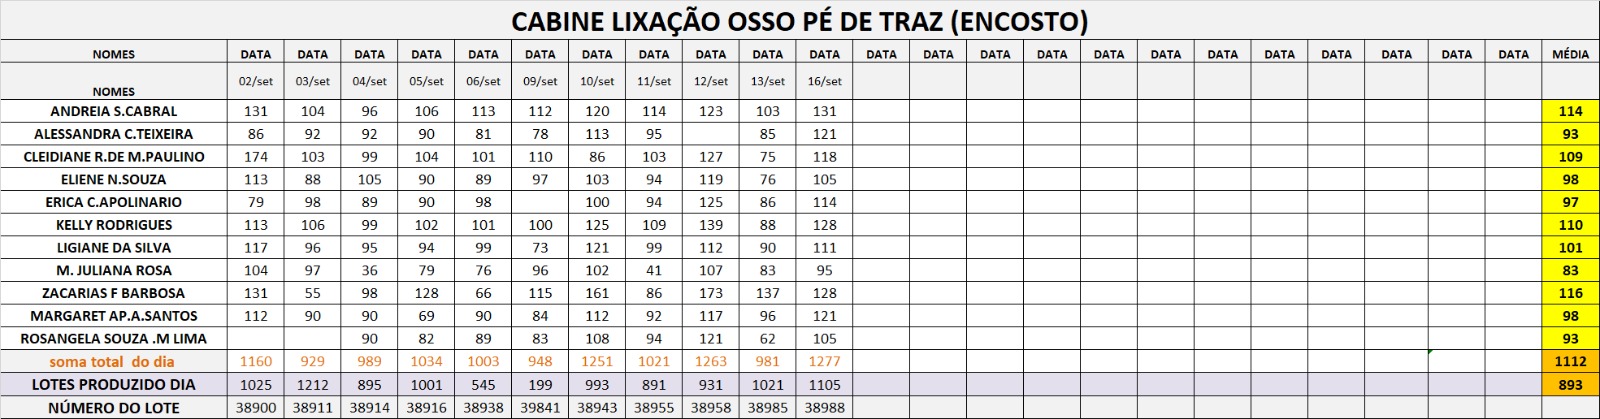 CABINE LIXAÇÃO OSSO PÉ DE TRAZ (ENCOSTO)
NOMES DATA DATA DATA DATA DATA DATA DATA DATA DATA DATA DATA DATA DATA DATA DATA DATA DATA DATA DATA DATA DATA DATA DATA MÉDIA
NOMES 02/set 03/set 04/set 05/set 06/set 09/set 10/set 11/set 12/set 13/set 16/set
ANDREIA S.CABRAL 131 104 96 106 113 112 120 114 123 103 131 114
ALESSANDRA C.TEIXEIRA 86 92 92 90 81 78 113 95 85 121 93
CLEIDIANE R.DE M.PAULINO 174 103 99 104 101 110 86 103 127 75 118 109
ELIENE N.SOUZA 113 88 105 90 89 97 103 94 119 76 105 98
ERICA C.APOLINARIO 79 98 89 90 98 100 94 125 86 114 97
KELLY RODRIGUES 113 106 99 102 101 100 125 109 139 88 128 110
LIGIANE DA SILVA 117 96 95 94 99 73 121 99 112 90 111 101
M. JULIANA ROSA 104 97 36 79 76 96 102 41 107 83 95 83
ZACARIAS F BARBOSA 131 55 98 128 66 115 161 86 173 137 128 116
MARGARET AP.A.SANTOS 112 90 90 69 90 84 112 92 117 96 121 98
ROSANGELA SOUZA .M LIMA 90 82 89 83 108 94 121 62 105 93
soma total do dia 1160 929 989 1034 1003 948 1251 1021 1263 981 1277 1112
LOTES PRODUZIDO DIA 1025 1212 895 1001 545 199 993 891 931 1021 1105 893
NÚMERO DO LOTE 38900 38911 38914 38916 38938 39841 38943 38955 38958 38985 38988